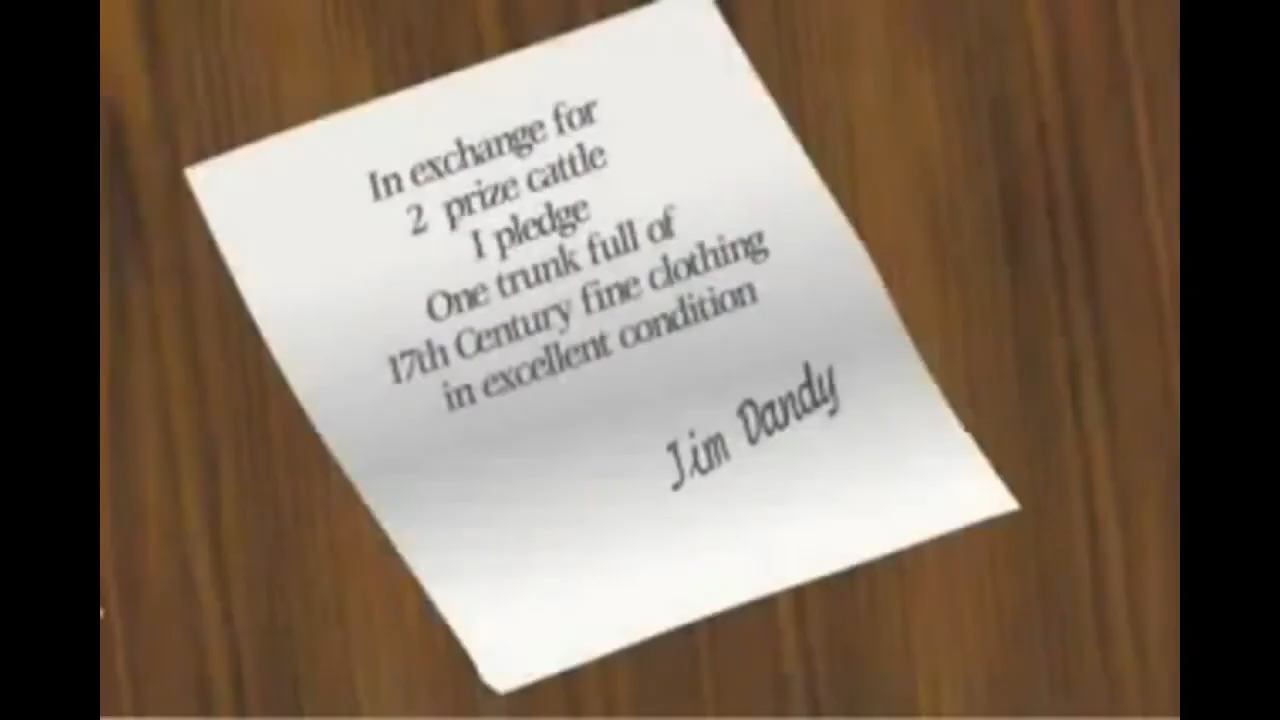 In exchange for
2 prize cattle
I pledge
One trunk full of
17th Century fine clothing
in excellent condition
Jim Dandy